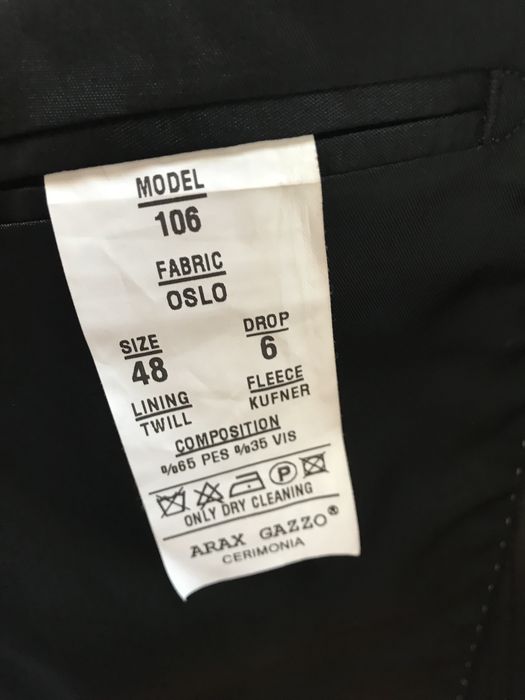 MODEL
106
FABRIC
OSLO
SIZE
48
DROP
6
LINING
TWILL
FLEECE
KUFNER
COMPOSITION
%65 PES %35 VIS
P
ONLY DRY CLEANING
ARAX GAZZO®
CERIMONIA